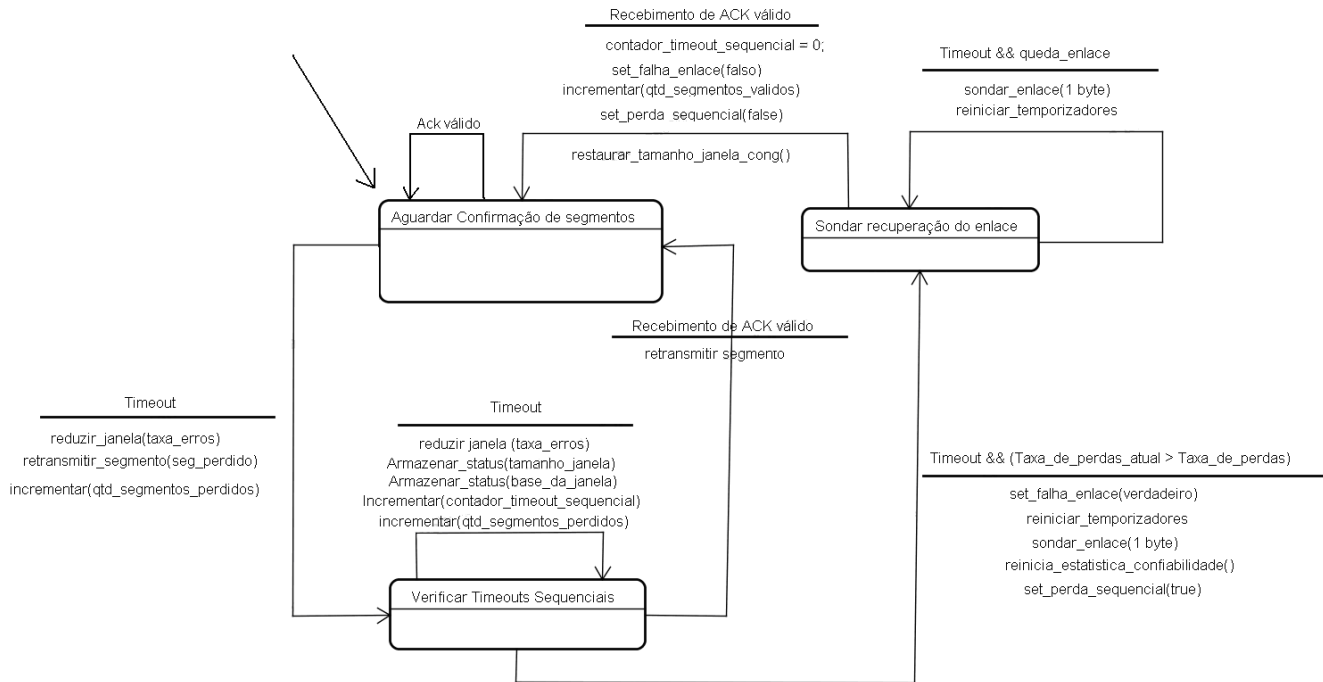 Recebimento de ACK válido
contador_timeout_sequencial = 0;
set_falha_enlace(falso)
incrementar(qtd_segmentos_validos)
set_perda_sequencial(false)
restaurar_tamanho_janela_cong()
Timeout && queda_enlace
sondar_enlace(1 byte)
reiniciar_temporizadores
Ack válido
Aguardar Confirmação de segmentos
Sondar recuperação do enlace
Recebimento de ACK válido
retransmitir segmento
Timeout
reduzir_janela(taxa_erros)
retransmitir_segmento(seg_perdido)
incrementar(qtd_segmentos_perdidos)
Timeout
reduzir janela (taxa_erros)
Armazenar_status(tamanho_janela)
Armazenar_status(base_da_janela)
Incrementar(contador_timeout_sequencial)
incrementar(qtd_segmentos_perdidos)
Verificar Timeouts Sequenciais
Timeout && (Taxa_de_perdas_atual > Taxa_de_perdas)
set_falha_enlace(verdadeiro)
reiniciar_temporizadores
sondar_enlace(1 byte)
reinicia_estatistica_confiabilidade()
set_perda_sequencial(true)